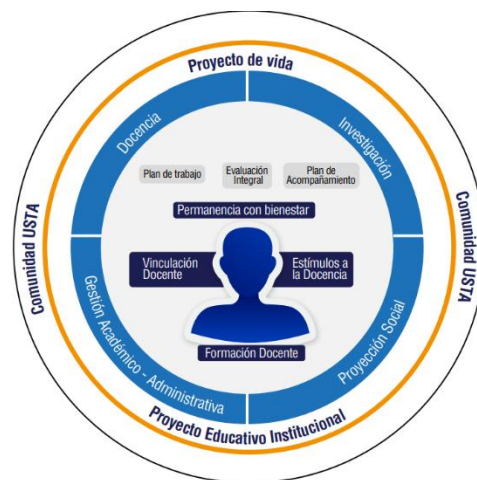 Proyecto de vida
Docencia
Investigación
Plan de trabajo
Evaluación
Integral
Plan de
Acompañamiento
Permanencia con bienestar
Comunidad USTA
Comunidad USTA
Vinculación
Docente
Estímulos a
la Docencia
Formación Docente
Gestión Académico - Administrativa
Proyección Social
Proyecto Educativo Institucional